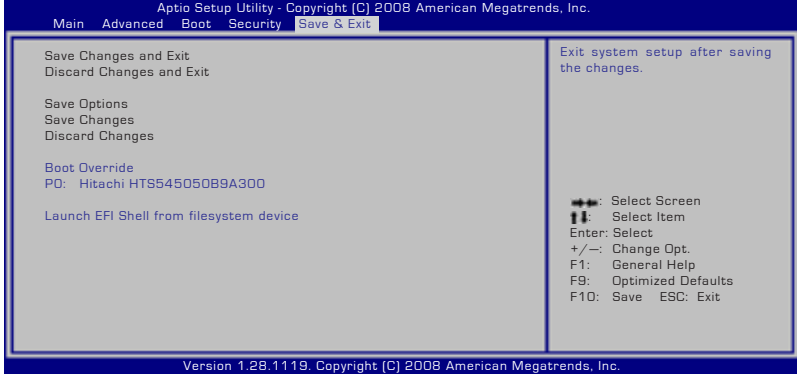 Aptio Setup Utility - Copyright (C) 2008 American Megatrends, Inc.
Main Advanced Boot Security Save & Exit
Save Changes and Exit
Discard Changes and Exit
Save Options
Save Changes
Discard Changes
Boot Override
P0: Hitachi HTS545050B9A300
Launch EFI Shell from filesystem device
Exit system setup after saving
the changes.
→←: Select Screen
↑↓: Select Item
Enter: Select
+/—: Change Opt.
F1: General Help
F9: Optimized Defaults
F10: Save ESC: Exit
Version 1.28.1119. Copyright (C) 2008 American Megatrends, Inc.